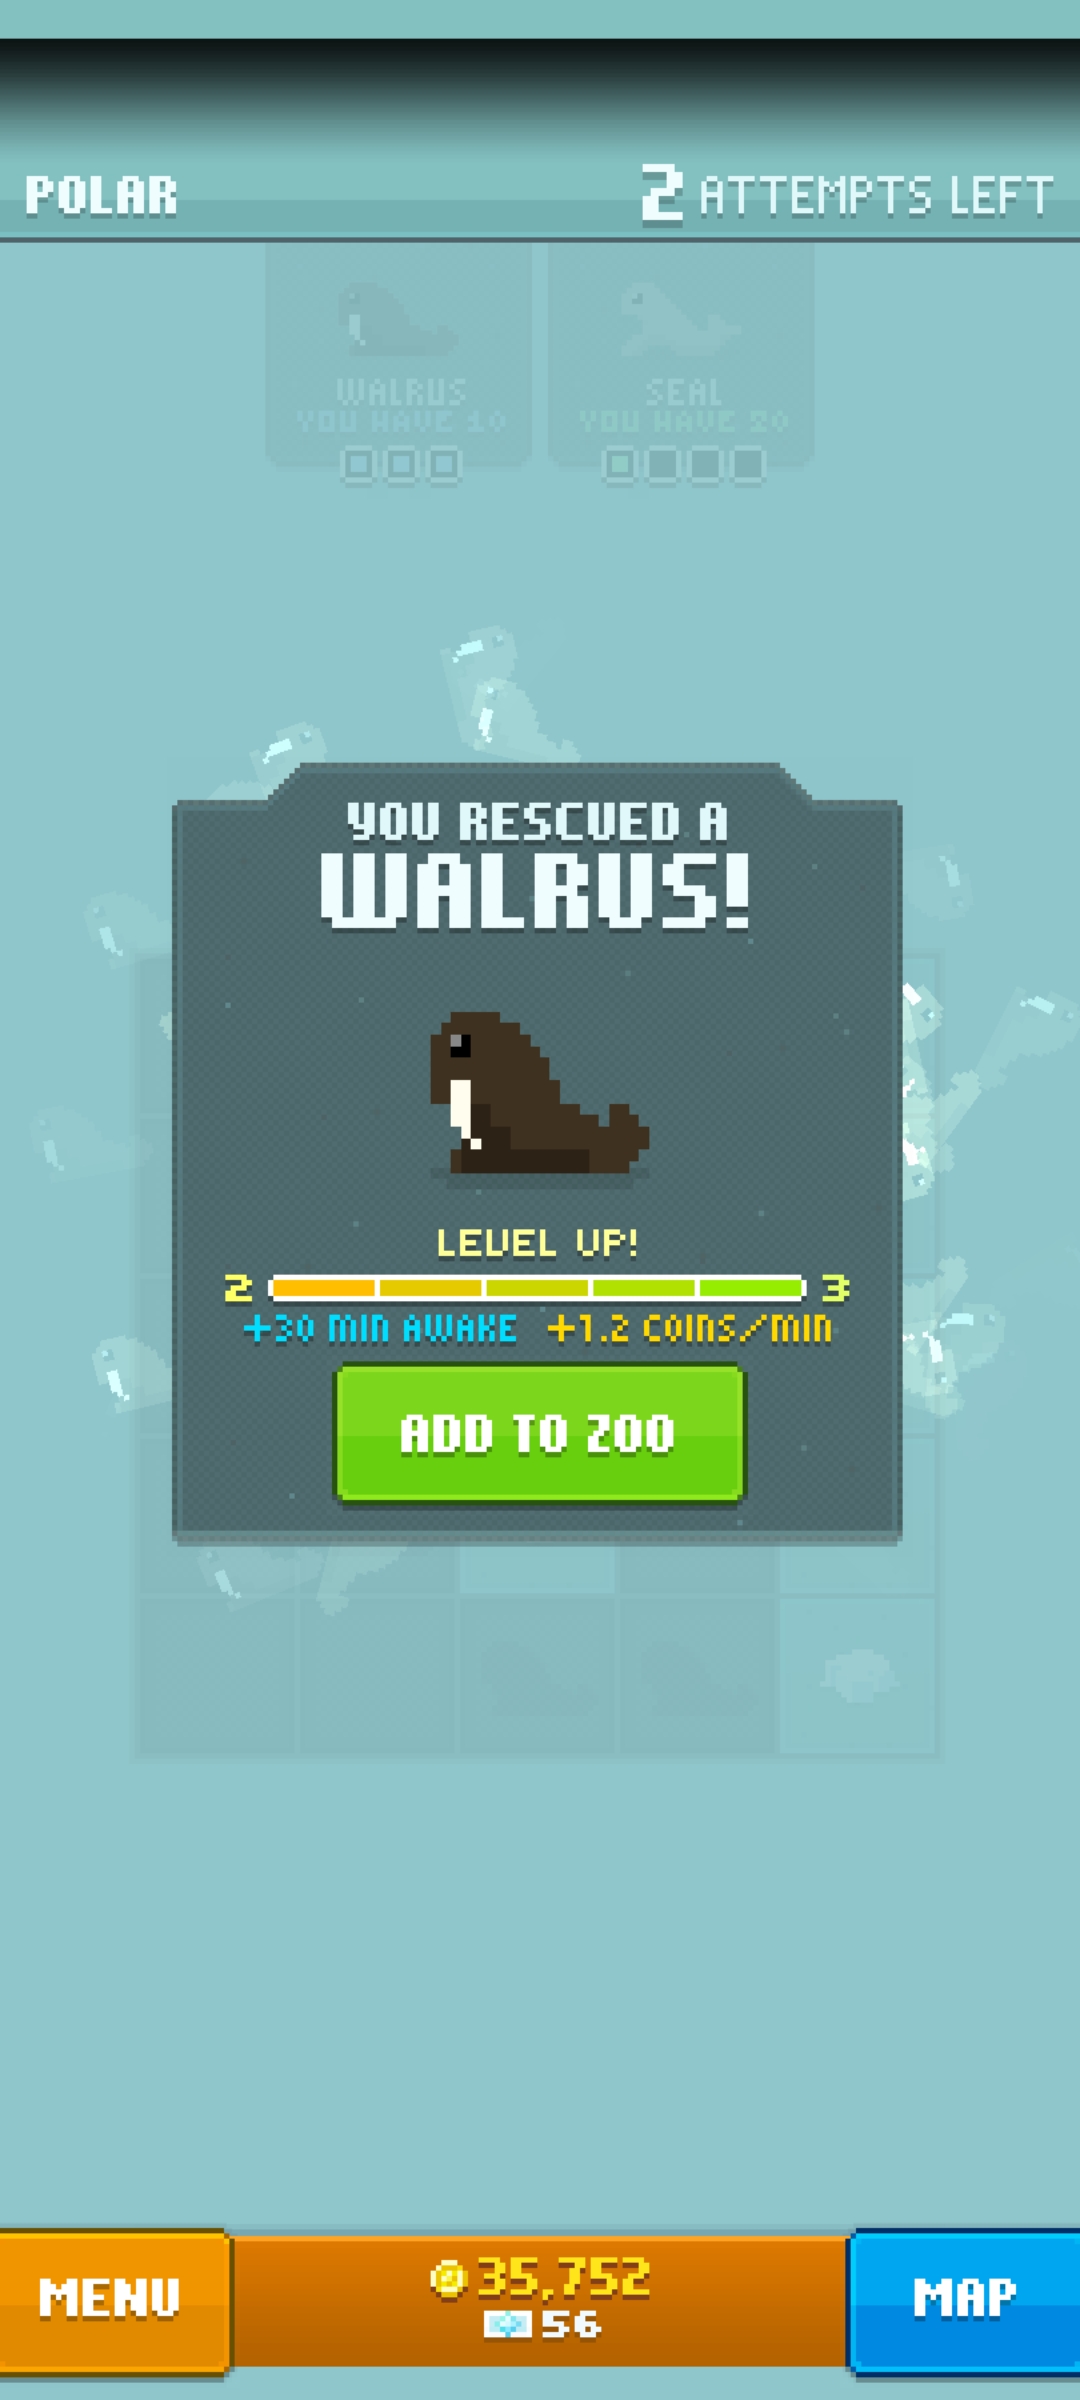 POLAR
2 ATTEMPTS LEFT
WALRUS
YOU HAVE 10
SEAL
YOU HAVE 20
YOU RESCUED A
WALRUS!
LEVEL UP!
2 3
+30 MIN AWAKE +1.2 COINS/MIN
ADD TO ZOO
MENU
35,752
56
MAP